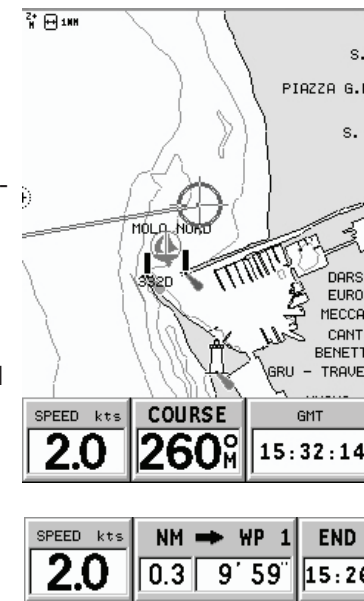 Z+
M 1NM
S.
PIAZZA G.
S.
MOLO NORD
332D
DARS
EURO
MECCA
CANT
BENETT
GRU - TRAVE
SPEED kts
2.0
COURSE
260°M
GMT
15:32:14
SPEED kts
2.0
NM ➡ WP 1
0.3 9'59"
END
15:26